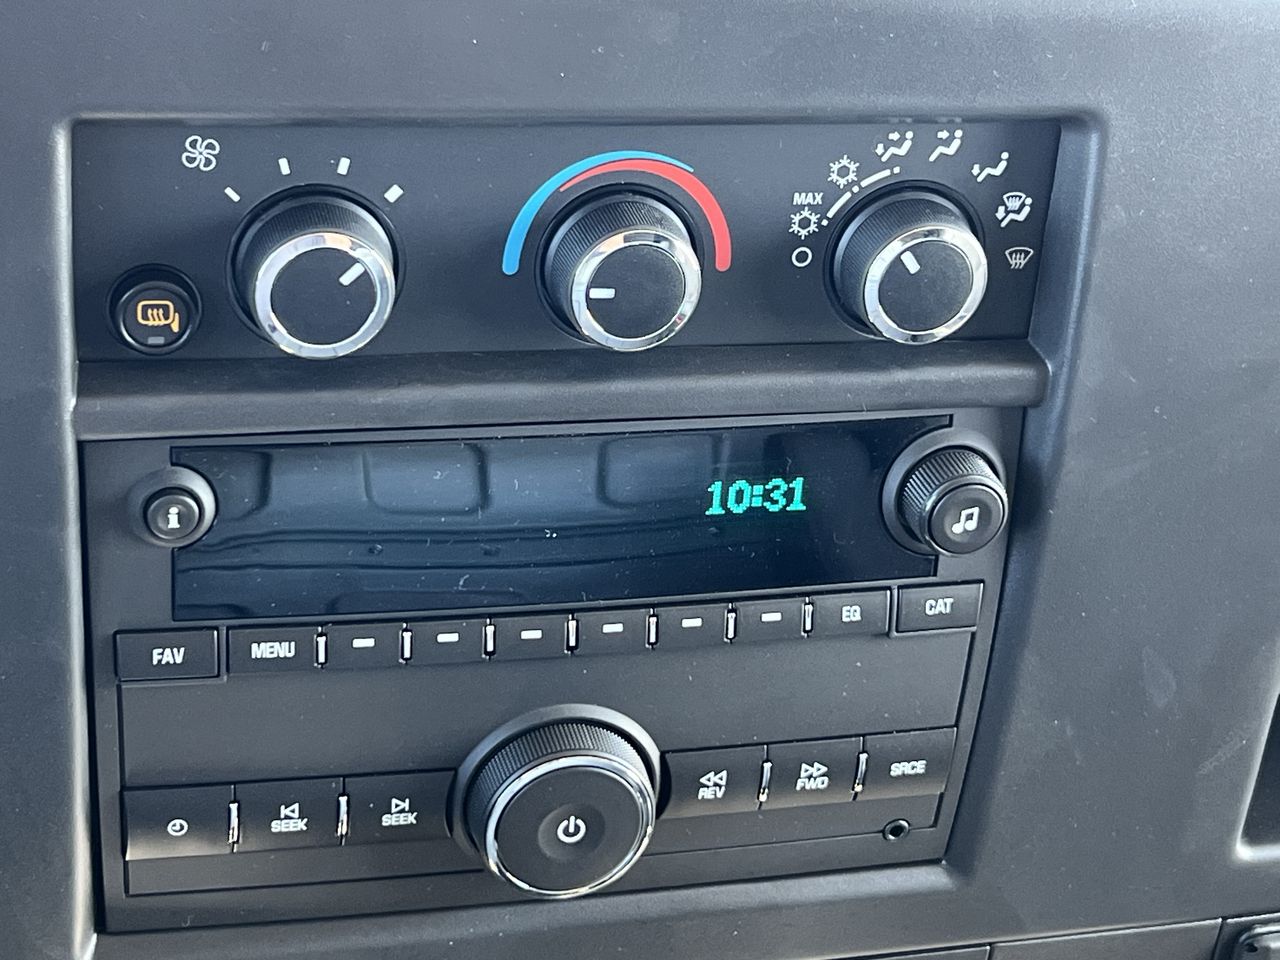 MAX
10:31
i
FAV
MENU
EQ
CAT
SEEK
SEEK
REV
FWD
SRCE